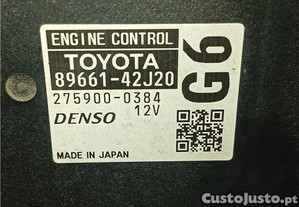 ENGINE CONTROL
TOYOTA
89661-42J20
275900-0384
DENSO 12V
MADE IN JAPAN
G6
CustoJusto.pt